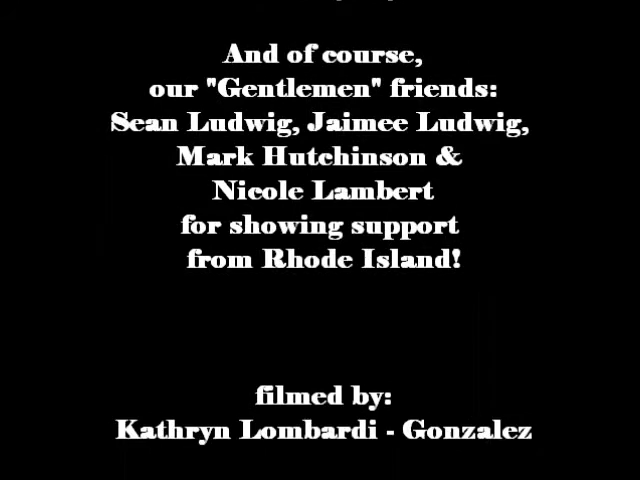 And of course,
our "Gentlemen" friends:
Sean Ludwig, Jaimee Ludwig,
Mark Hutchinson &
Nicole Lambert
for showing support
from Rhode Island!
filmed by:
Kathryn Lombardi - Gonzalez